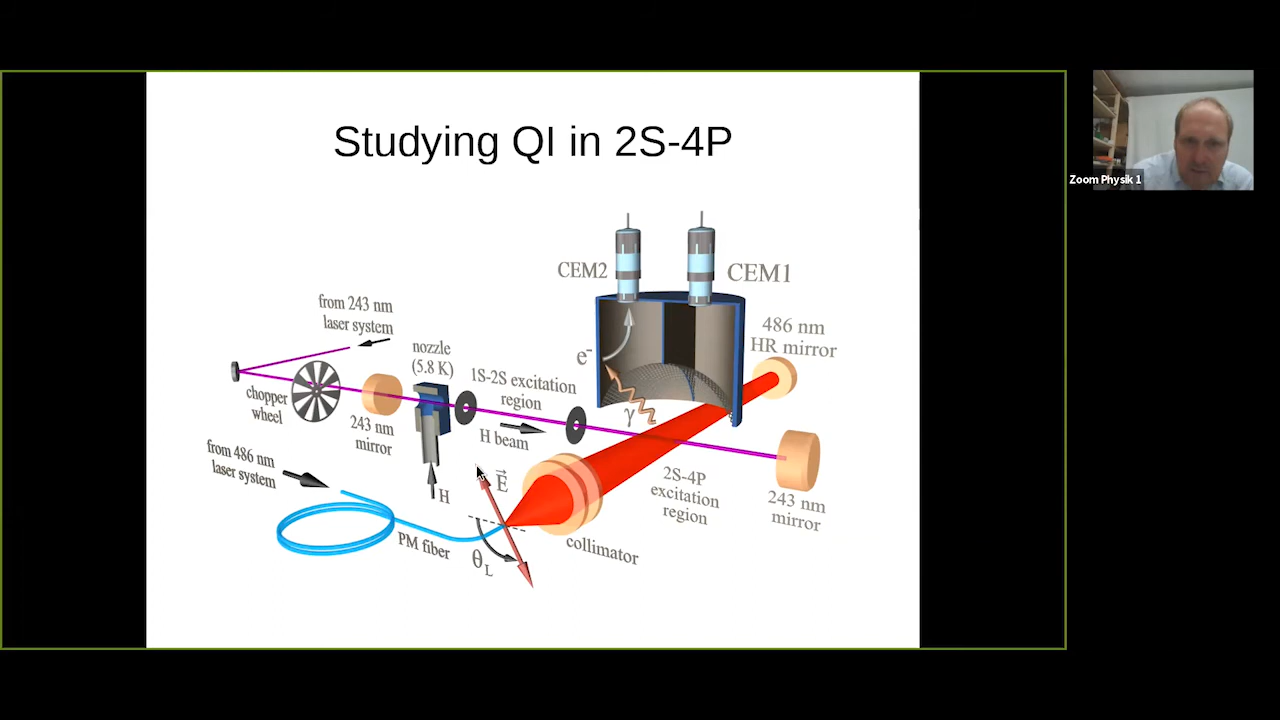 Studying QI in 2S-4P
Zoom Physik 1
CEM2
CEM1
from 243 nm
laser system
486 nm
HR mirror
nozzle
(5.8 K)
e-
1S-2S excitation
region
chopper
wheel
γ
243 nm
mirror
H beam
from 486 nm
laser system
H
E
2S-4P
excitation
region
243 nm
mirror
PM fiber
θL
collimator